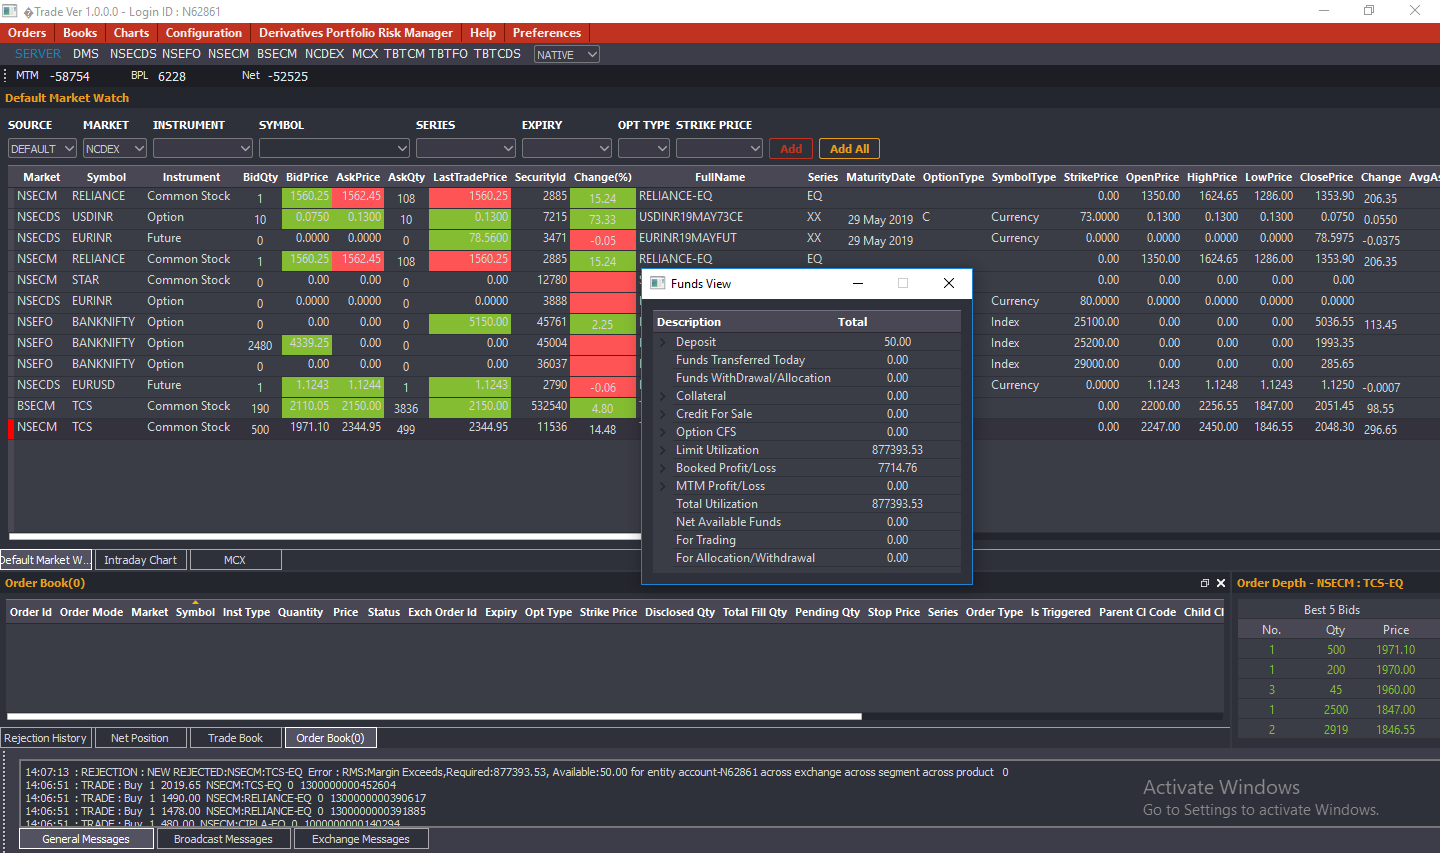 �Trade Ver 1.0.0.0 - Login ID : N62861
Orders Books Charts Configuration Derivatives Portfolio Risk Manager Help Preferences
SERVER DMS NSECDS NSEFO NSECM BSECM NCDEX MCX TBTCM TBTFO TBTCDS NATIVE
MTM -58754 BPL 6228 Net -52525
Default Market Watch
SOURCE MARKET INSTRUMENT SYMBOL SERIES EXPIRY OPT TYPE STRIKE PRICE
DEFAULT NCDEX Add Add All
Market Symbol Instrument BidQty BidPrice AskPrice AskQty LastTradePrice SecurityId Change(%) FullName Series MaturityDate OptionType SymbolType StrikePrice OpenPrice HighPrice LowPrice ClosePrice Change AvgAs
NSECM RELIANCE Common Stock 1 1560.25 1562.45 108 1560.25 2885 15.24 RELIANCE-EQ EQ 0.00 1350.00 1624.65 1286.00 1353.90 206.35
NSECDS USDINR Option 10 0.0750 0.1300 10 0.1300 7215 73.33 USDINR19MAY73CE XX 29 May 2019 C Currency 73.0000 0.1300 0.1300 0.1300 0.0750 0.0550
NSECDS EURINR Future 0 0.0000 0.0000 0 78.5600 3471 -0.05 EURINR19MAYFUT XX 29 May 2019 Currency 0.0000 0.0000 0.0000 0.0000 78.5975 -0.0375
NSECM RELIANCE Common Stock 1 1560.25 1562.45 108 1560.25 2885 15.24 RELIANCE-EQ EQ 0.00 1350.00 1624.65 1286.00 1353.90 206.35
NSECM STAR Common Stock 0 0.00 0.00 0 0.00 12780 0.00 0.00 0.00 0.00 0.00
NSECDS EURINR Option 0 0.0000 0.0000 0 0.0000 3888 Currency 80.0000 0.0000 0.0000 0.0000 0.0000
NSEFO BANKNIFTY Option 0 0.00 0.00 0 5150.00 45761 2.25 Index 25100.00 0.00 0.00 0.00 5036.55 113.45
NSEFO BANKNIFTY Option 2480 4339.25 0.00 0 0.00 45004 Index 25200.00 0.00 0.00 0.00 1993.35
NSEFO BANKNIFTY Option 0 0.00 0.00 0 0.00 36037 Index 29000.00 0.00 0.00 0.00 285.65
NSECDS EURUSD Future 1 1.1243 1.1244 1 1.1243 2790 -0.06 Currency 0.0000 1.1243 1.1248 1.1243 1.1250 -0.0007
BSECM TCS Common Stock 190 2110.05 2150.00 3836 2150.00 532540 4.80 0.00 2200.00 2256.55 1847.00 2051.45 98.55
NSECM TCS Common Stock 500 1971.10 2344.95 499 2344.95 11536 14.48 0.00 2247.00 2450.00 1846.55 2048.30 296.65
Funds View
Description Total
Deposit 50.00
Funds Transferred Today 0.00
Funds WithDrawal/Allocation 0.00
Collateral 0.00
Credit For Sale 0.00
Option CFS 0.00
Limit Utilization 877393.53
Booked Profit/Loss 7714.76
MTM Profit/Loss 0.00
Total Utilization 877393.53
Net Available Funds 0.00
For Trading 0.00
For Allocation/Withdrawal 0.00
Default Market W... Intraday Chart MCX
Order Book(0)
Order Id Order Mode Market Symbol Inst Type Quantity Price Status Exch Order Id Expiry Opt Type Strike Price Disclosed Qty Total Fill Qty Pending Qty Stop Price Series Order Type Is Triggered Parent Cl Code Child Cl
Order Depth - NSECM : TCS-EQ
Best 5 Bids
No. Qty Price
1 500 1971.10
1 200 1970.00
3 45 1960.00
1 2500 1847.00
2 2919 1846.55
Rejection History Net Position Trade Book Order Book(0)
14:07:13 : REJECTION : NEW REJECTED:NSECM:TCS-EQ Error : RMS:Margin Exceeds,Required:877393.53, Available:50.00 for entity account-N62861 across exchange across segment across product 0
14:06:51 : TRADE : Buy 1 2019.65 NSECM:TCS-EQ 0 1300000000452604
14:06:51 : TRADE : Buy 1 1490.00 NSECM:RELIANCE-EQ 0 1300000000390617
14:06:51 : TRADE : Buy 1 1478.00 NSECM:RELIANCE-EQ 0 1300000000391885
14:06:51 : TRADE : Buy 1 480.00 NSECM:CIPLA-EQ 0 1000000000140294
General Messages Broadcast Messages Exchange Messages
Activate Windows
Go to Settings to activate Windows.